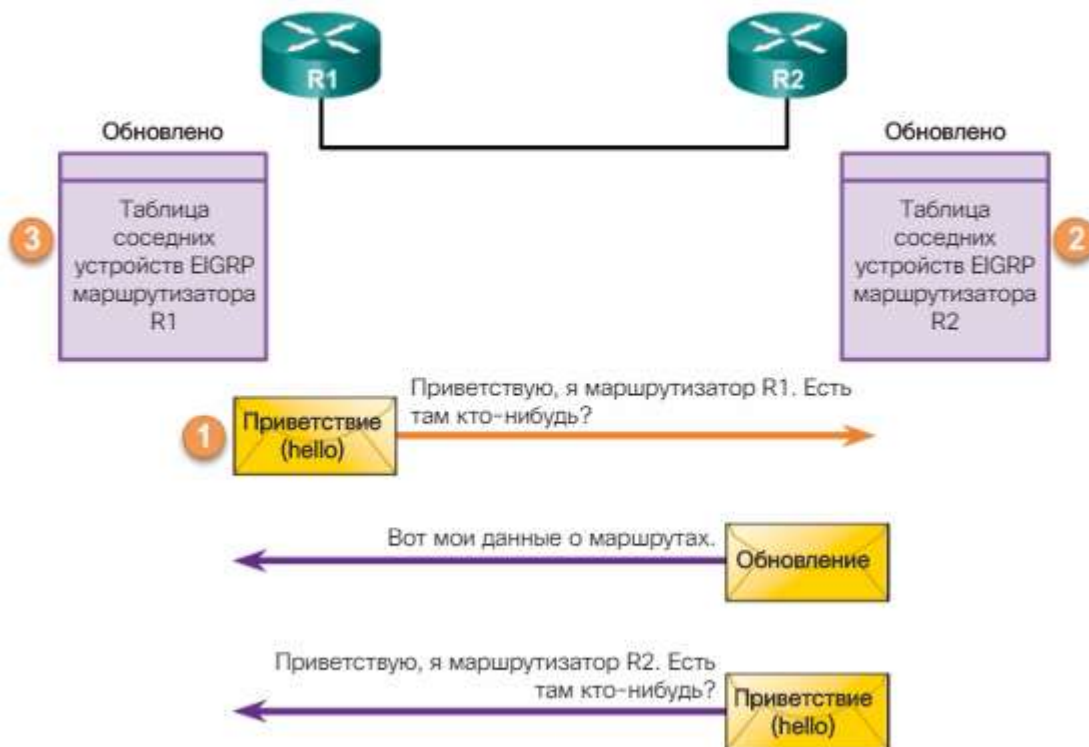 R1
R2
Обновлено
Обновлено
3
Таблица
соседних
устройств EIGRP
маршрутизатора
R1
Таблица
соседних
устройств EIGRP
маршрутизатора
R2
2
1
Приветствие
(hello)
Приветствую, я маршрутизатор R1. Есть
там кто-нибудь?
Вот мои данные о маршрутах.
Обновление
Приветствую, я маршрутизатор R2. Есть
там кто-нибудь?
Приветствие
(hello)